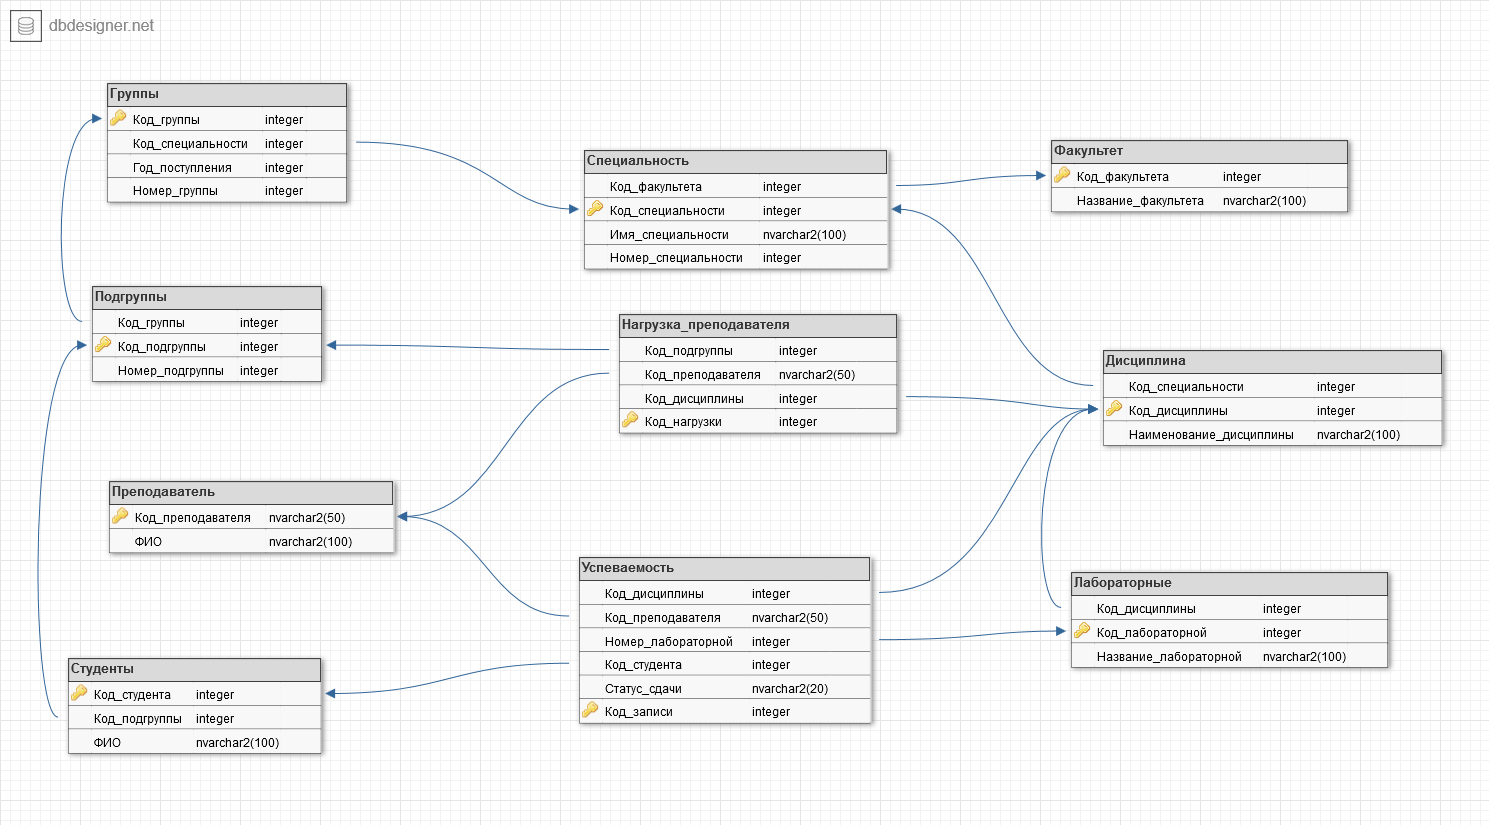 dbdesigner.net
Группы
Код_группы integer
Код_специальности integer
Год_поступления integer
Номер_группы integer
Специальность
Код_факультета integer
Код_специальности integer
Имя_специальности nvarchar2(100)
Номер_специальности integer
Факультет
Код_факультета integer
Название_факультета nvarchar2(100)
Подгруппы
Код_группы integer
Код_подгруппы integer
Номер_подгруппы integer
Нагрузка_преподавателя
Код_подгруппы integer
Код_преподавателя nvarchar2(50)
Код_дисциплины integer
Код_нагрузки integer
Дисциплина
Код_специальности integer
Код_дисциплины integer
Наименование_дисциплины nvarchar2(100)
Преподаватель
Код_преподавателя nvarchar2(50)
ФИО nvarchar2(100)
Успеваемость
Код_дисциплины integer
Код_преподавателя nvarchar2(50)
Номер_лабораторной integer
Код_студента integer
Статус_сдачи nvarchar2(20)
Код_записи integer
Лабораторные
Код_дисциплины integer
Код_лабораторной integer
Название_лабораторной nvarchar2(100)
Студенты
Код_студента integer
Код_подгруппы integer
ФИО nvarchar2(100)